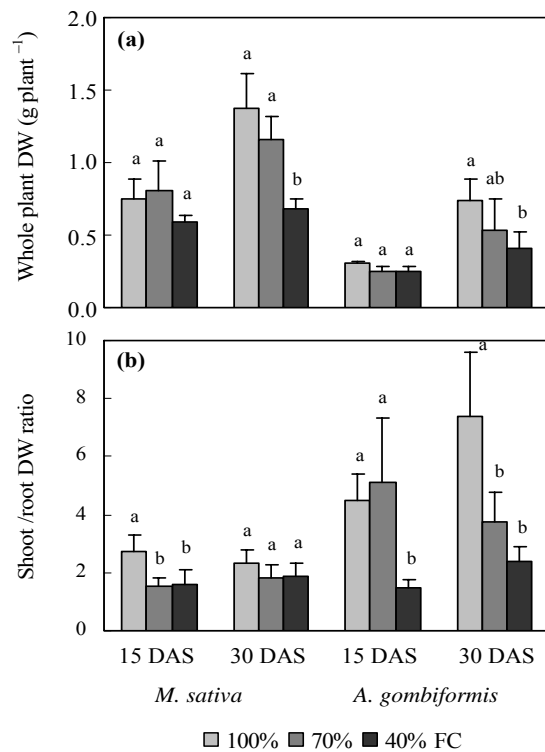 2.0
(a)
1.5
1.0
0.5
0.0
Whole plant DW (g plant⁻¹)
a a a a a b a a a a ab b
10
(b)
8
6
4
2
0
Shoot /root DW ratio
a b b a a a a a b a b b
15 DAS 30 DAS 15 DAS 30 DAS
M. sativa A. gombiformis
100% 70% 40% FC